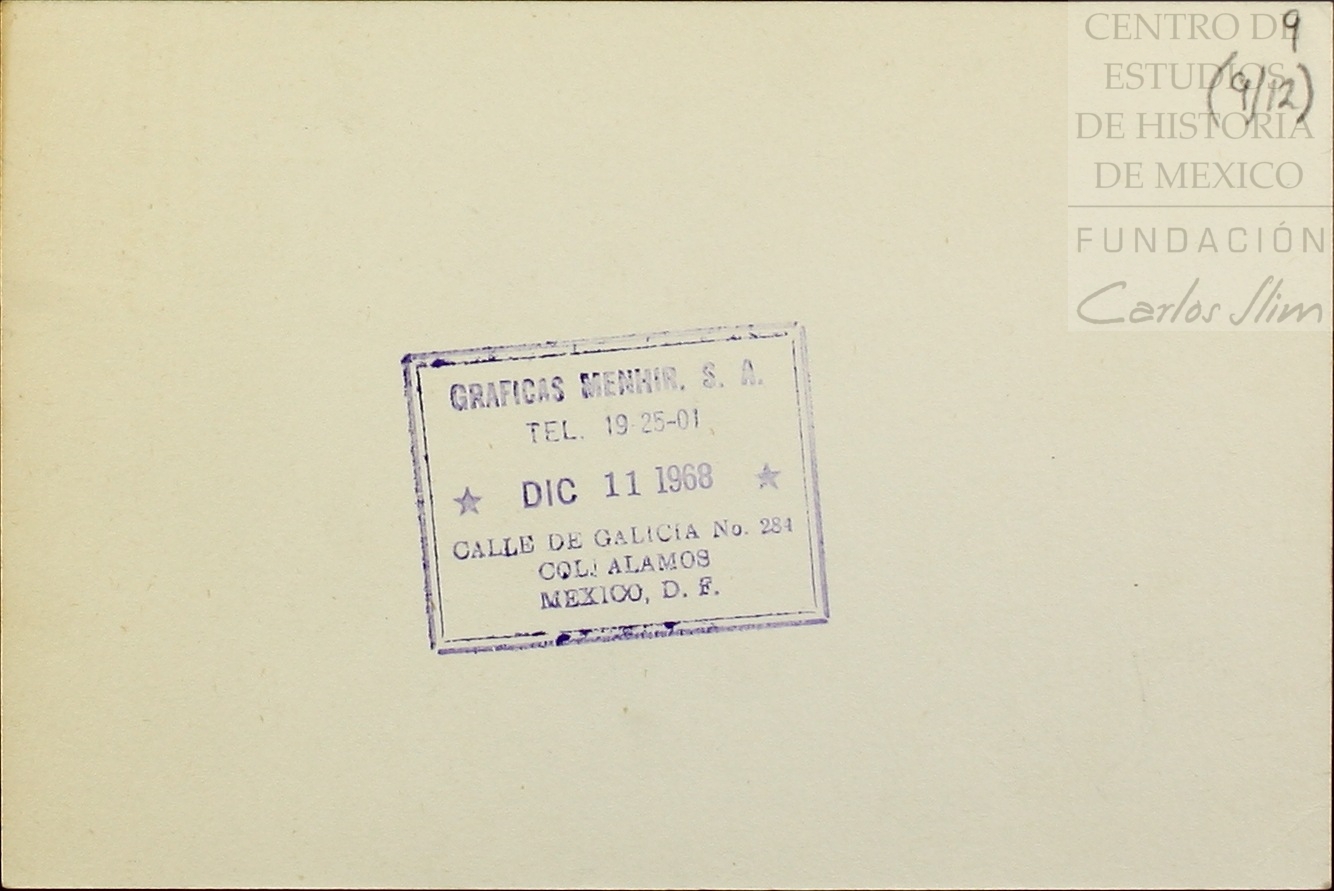 CENTRO DE
ESTUDIOS
DE HISTORIA
DE MEXICO
FUNDACIÓN
Carlos Slim
9
(9/12)
GRAFICAS MENHIR, S. A.
TEL. 19-25-01
★ DIC 11 1968 ★
CALLE DE GALICIA No. 284
COL. ALAMOS
MEXICO, D. F.